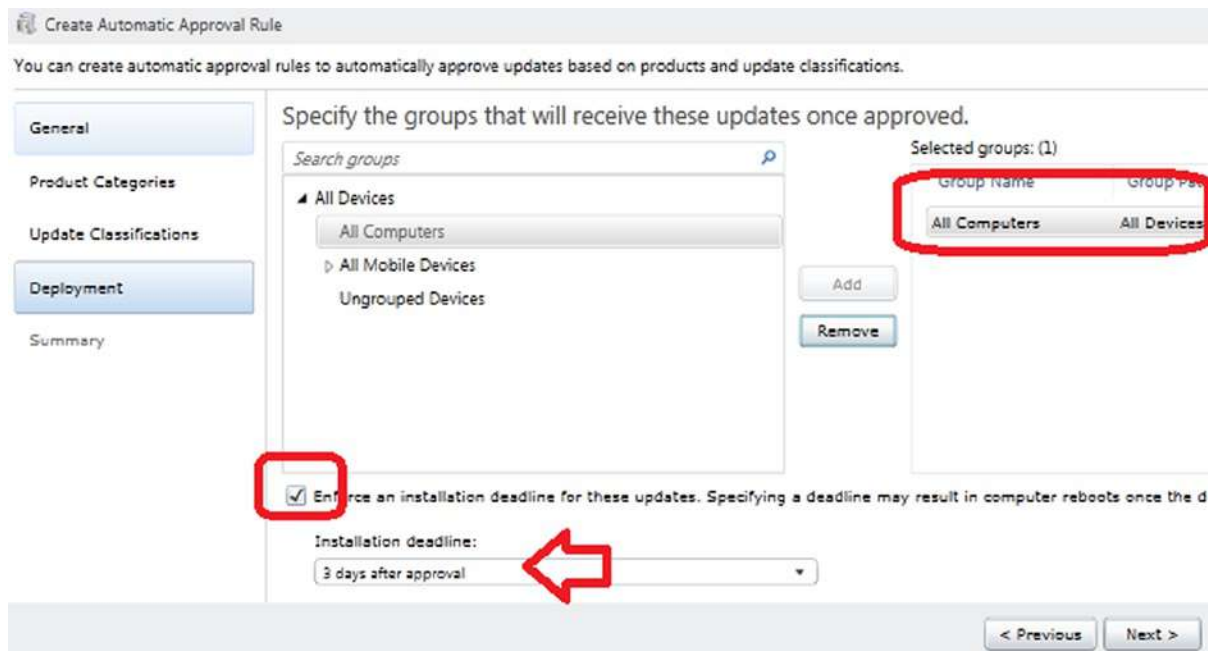 Create Automatic Approval Rule
You can create automatic approval rules to automatically approve updates based on products and update classifications.
General
Product Categories
Update Classifications
Deployment
Summary
Specify the groups that will receive these updates once approved.
Search groups
All Devices
All Computers
All Mobile Devices
Ungrouped Devices
Add
Remove
Selected groups: (1)
Group Name Group
All Computers All Devices
Enforce an installation deadline for these updates. Specifying a deadline may result in computer reboots once the d
Installation deadline:
3 days after approval
< Previous Next >